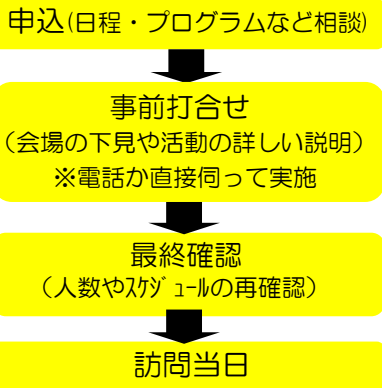 申込(日程・プログラムなど相談)
事前打合せ
（会場の下見や活動の詳しい説明）
※電話か直接伺って実施
最終確認
（人数やｽｹｼﾞｭｰﾙの再確認）
訪問当日